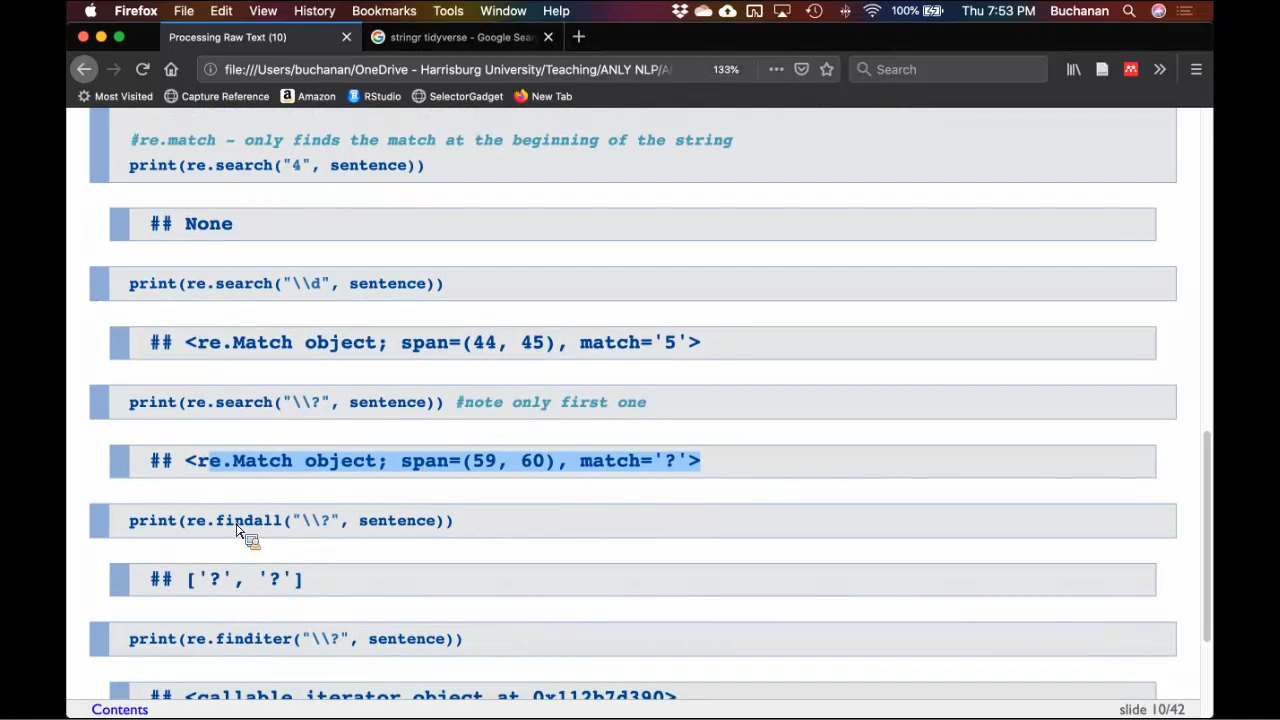 Firefox File Edit View History Bookmarks Tools Window Help 100% Thu 7:53 PM Buchanan
Processing Raw Text (10) stringr tidyverse - Google Sear
file:///Users/buchanan/OneDrive - Harrisburg University/Teaching/ANLY NLP/A 133% Search
Most Visited Capture Reference Amazon RStudio SelectorGadget New Tab
#re.match - only finds the match at the beginning of the string
print(re.search("4", sentence))
## None
print(re.search("\\d", sentence))
## <re.Match object; span=(44, 45), match='5'>
print(re.search("\\?", sentence)) #note only first one
## <re.Match object; span=(59, 60), match='?'>
print(re.findall("\\?", sentence))
## ['?', '?']
print(re.finditer("\\?", sentence))
## <callable_iterator object at 0x112b7d390>
Contents slide 10/42